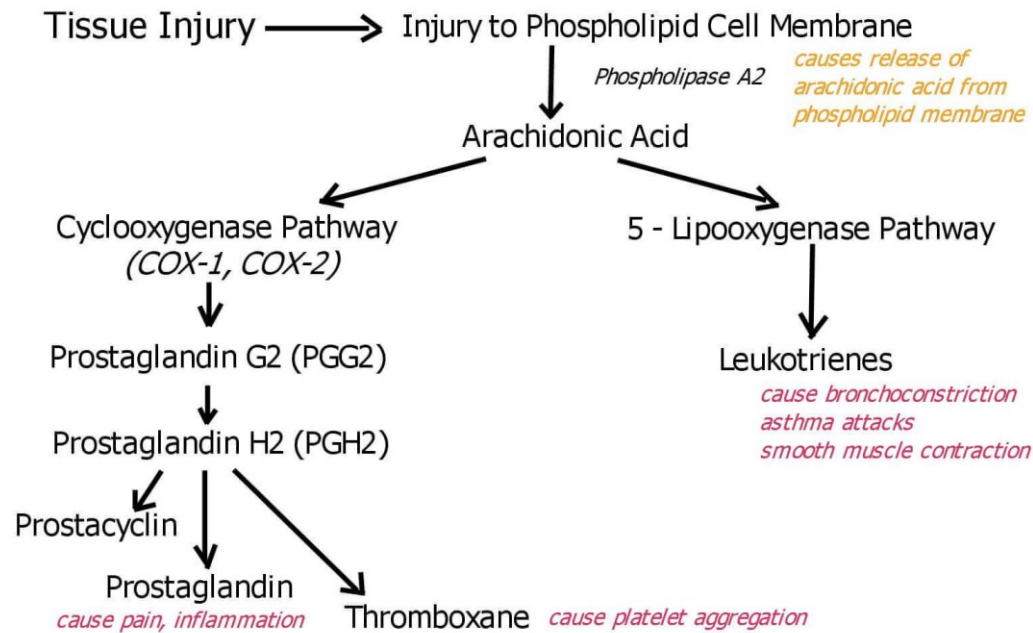 Tissue Injury
Injury to Phospholipid Cell Membrane
Phospholipase A2
causes release of
arachidonic acid from
phospholipid membrane
Arachidonic Acid
Cyclooxygenase Pathway
(COX-1, COX-2)
5 - Lipooxygenase Pathway
Prostaglandin G2 (PGG2)
Leukotrienes
cause bronchoconstriction
asthma attacks
smooth muscle contraction
Prostaglandin H2 (PGH2)
Prostacyclin
Prostaglandin
cause pain, inflammation
Thromboxane
cause platelet aggregation